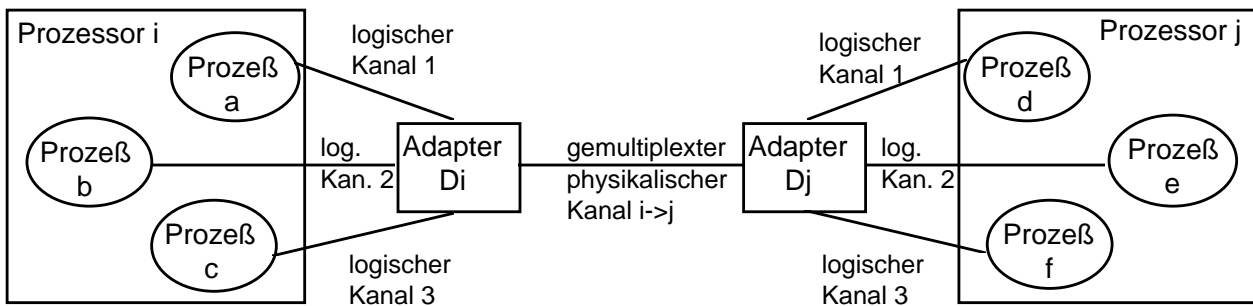 Prozessor i
Prozeß
a
Prozeß
b
Prozeß
c
logischer
Kanal 1
log.
Kan. 2
logischer
Kanal 3
Adapter
Di
gemultiplexter
physikalischer
Kanal i->j
Adapter
Dj
logischer
Kanal 1
log.
Kan. 2
logischer
Kanal 3
Prozessor j
Prozeß
d
Prozeß
e
Prozeß
f